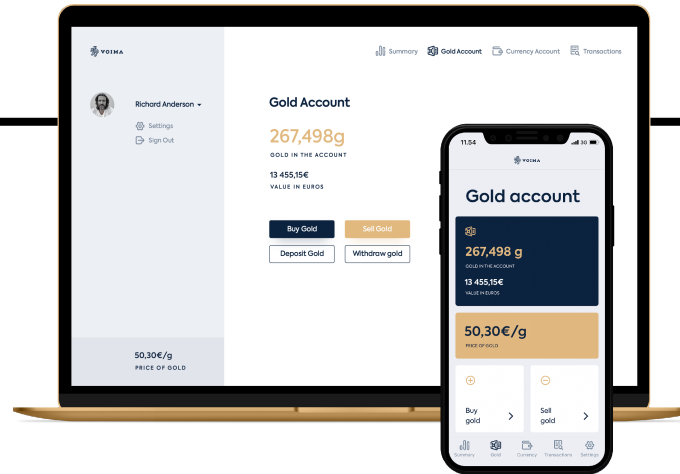 VOIMA
Summary
Gold Account
Currency Account
Transactions
Richard Anderson
Settings
Sign Out
Gold Account
267,498g
GOLD IN THE ACCOUNT
13 455,15€
VALUE IN EUROS
Buy Gold
Sell Gold
Deposit Gold
Withdraw gold
50,30€/g
PRICE OF GOLD
11.54
3G
VOIMA
Gold account
267,498 g
GOLD IN THE ACCOUNT
13 455,15€
VALUE IN EUROS
50,30€/g
PRICE OF GOLD
Buy
gold
Sell
gold
Summary
Gold
Currency
Transactions
Settings